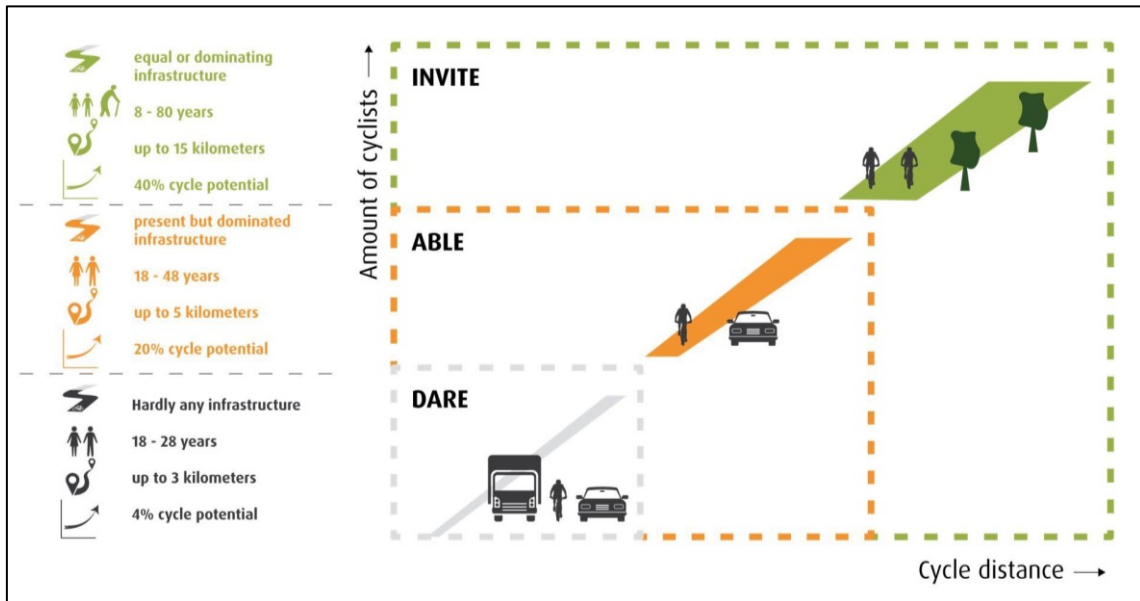 equal or dominating
infrastructure
8 - 80 years
up to 15 kilometers
40% cycle potential
present but dominated
infrastructure
18 - 48 years
up to 5 kilometers
20% cycle potential
Hardly any infrastructure
18 - 28 years
up to 3 kilometers
4% cycle potential
Amount of cyclists
INVITE
ABLE
DARE
Cycle distance